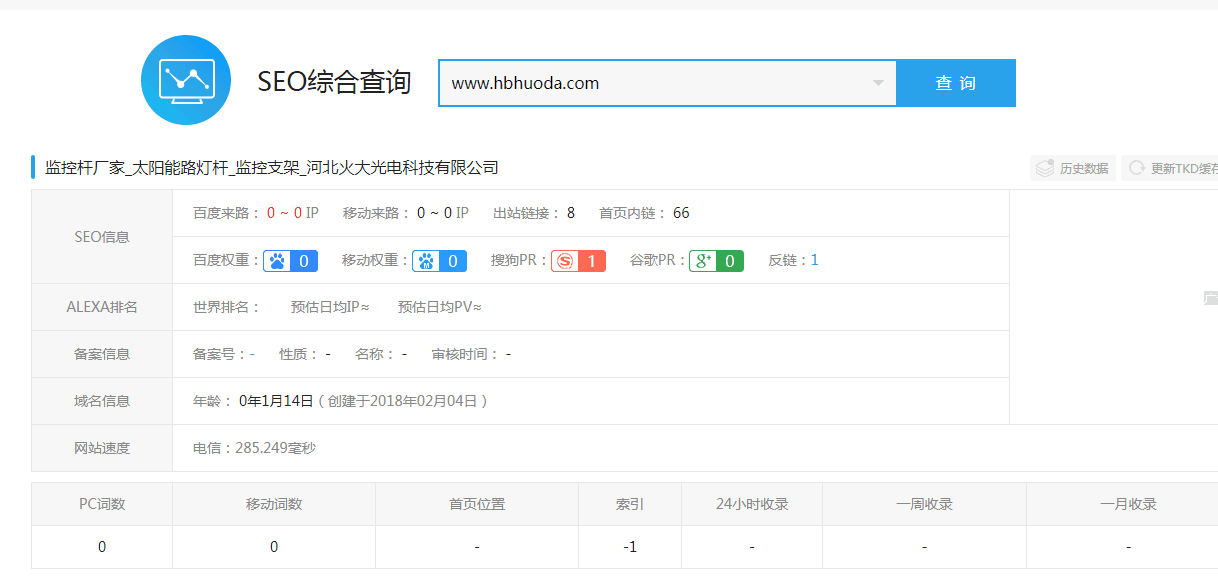 SEO综合查询 www.hbhuoda.com 查 询
监控杆厂家_太阳能路灯杆_监控支架_河北火大光电科技有限公司 历史数据 更新TKD缓存
SEO信息
百度来路： 0 ~ 0 IP 移动来路： 0 ~ 0 IP 出站链接： 8 首页内链： 66
百度权重： 0 移动权重： 0 搜狗PR： 1 谷歌PR： 0 反链： 1
ALEXA排名 世界排名： 预估日均IP≈ 预估日均PV≈
备案信息 备案号：- 性质： - 名称： - 审核时间： -
域名信息 年龄： 0年1月14日 ( 创建于2018年02月04日 )
网站速度 电信：285.249毫秒
PC词数 移动词数 首页位置 索引 24小时收录 一周收录 一月收录
0 0 - -1 - - -